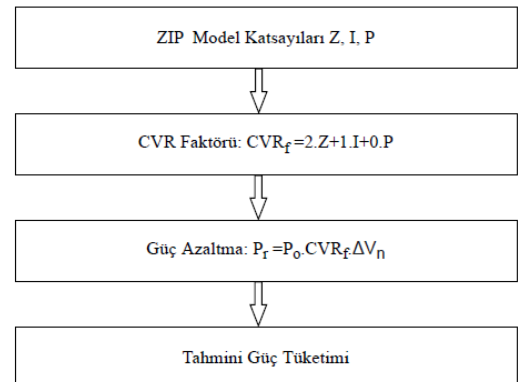 ZIP Model Katsayıları Z, I, P
CVR Faktörü: CVRf =2.Z+1.I+0.P
Güç Azaltma: Pr =Po.CVRf.ΔVn
Tahmini Güç Tüketimi